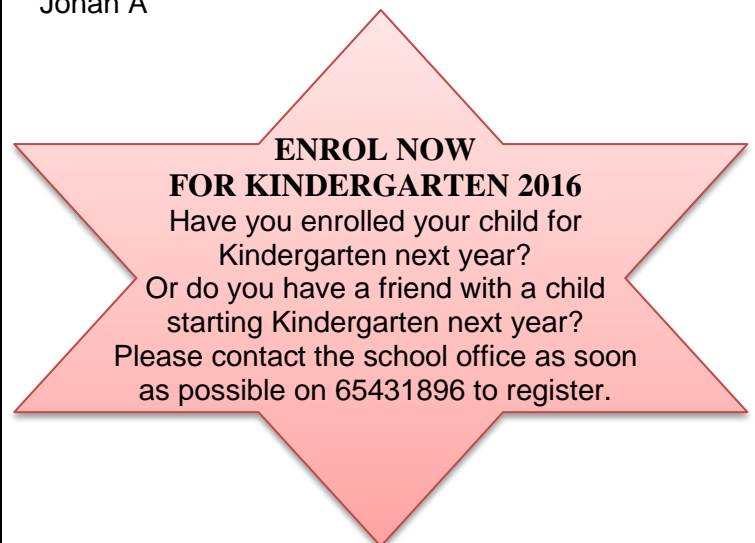 Jonah A
ENROL NOW
FOR KINDERGARTEN 2016
Have you enrolled your child for
Kindergarten next year?
Or do you have a friend with a child
starting Kindergarten next year?
Please contact the school office as soon
as possible on 65431896 to register.